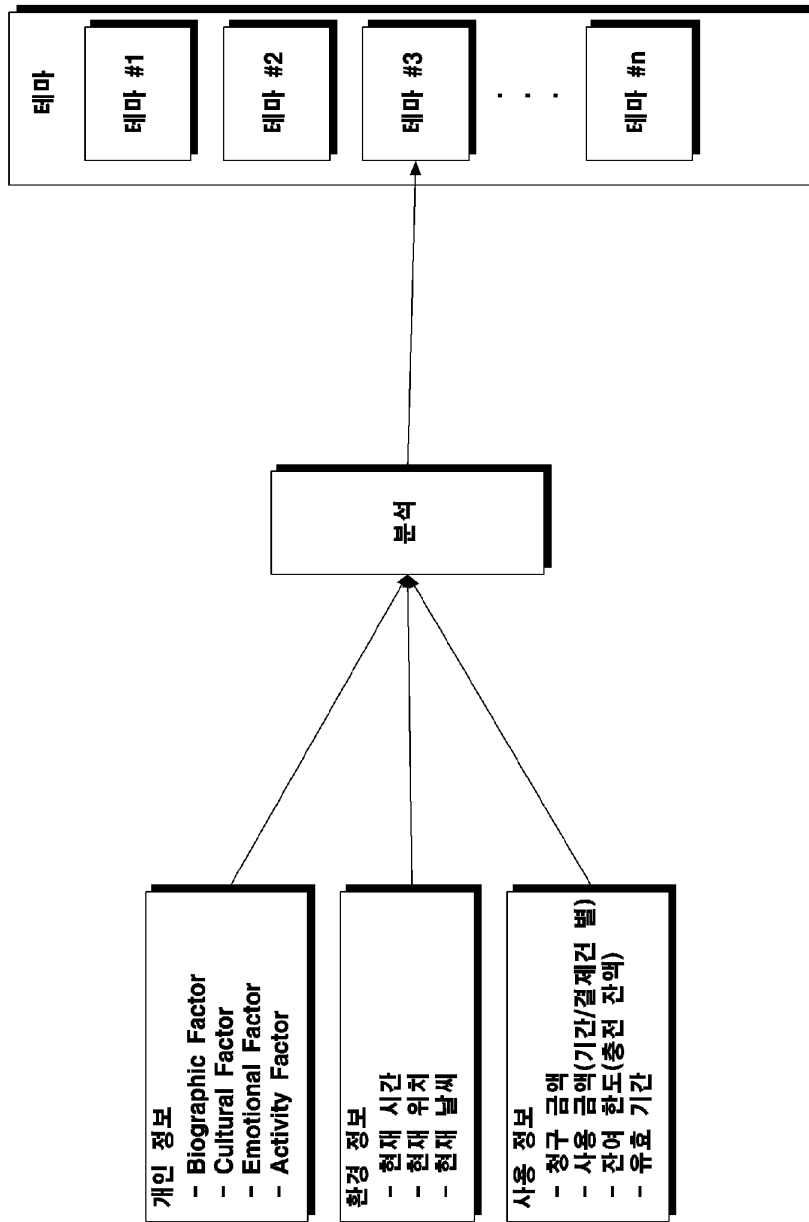 개인 정보
- Biographic Factor
- Cultural Factor
- Emotional Factor
- Activity Factor
환경 정보
- 현재 시간
- 현재 위치
- 현재 날씨
사용 정보
- 청구 금액
- 사용 금액(기간/결제건 별)
- 잔여 한도(충전 잔액)
- 유효 기간
분석
테마
테마 #1
테마 #2
테마 #3
. . .
테마 #n